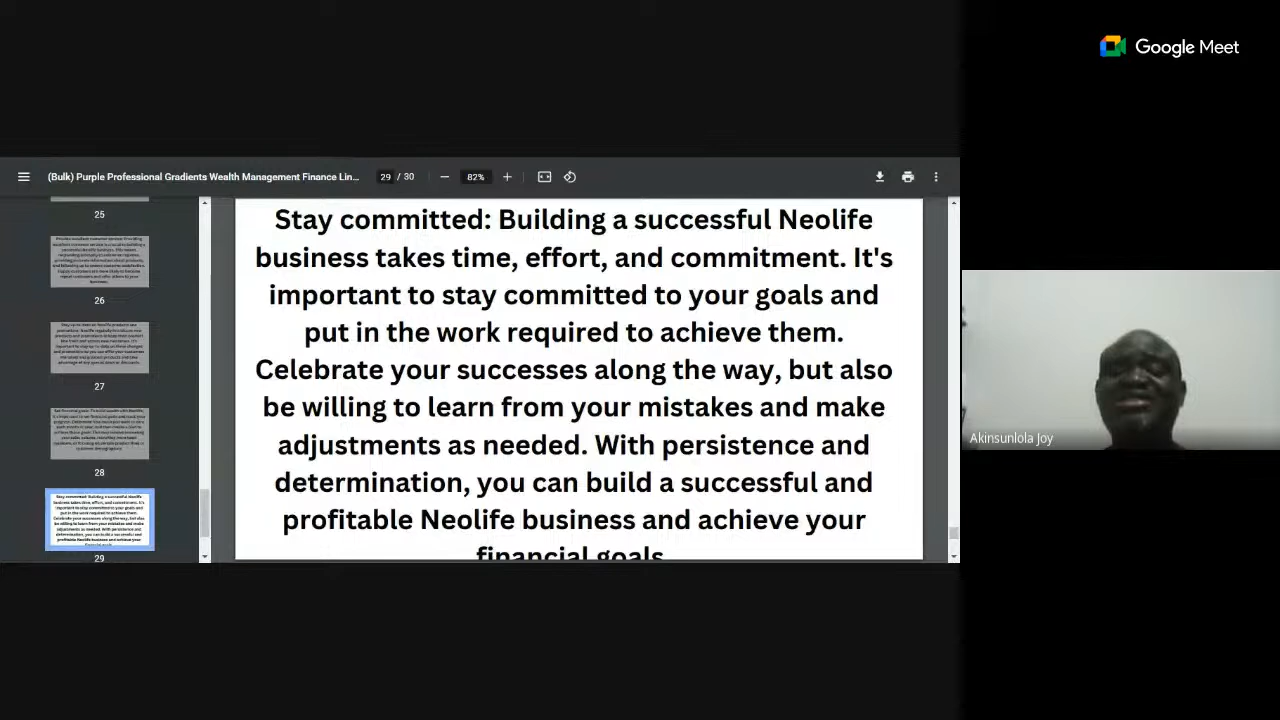 Google Meet
(Bulk) Purple Professional Gradients Wealth Management Finance Lin...
29 / 30
82%
25
26
27
28
29
Stay committed: Building a successful Neolife
business takes time, effort, and commitment. It's
important to stay committed to your goals and
put in the work required to achieve them.
Celebrate your successes along the way, but also
be willing to learn from your mistakes and make
adjustments as needed. With persistence and
determination, you can build a successful and
profitable Neolife business and achieve your
financial goals
Akinsunlola Joy